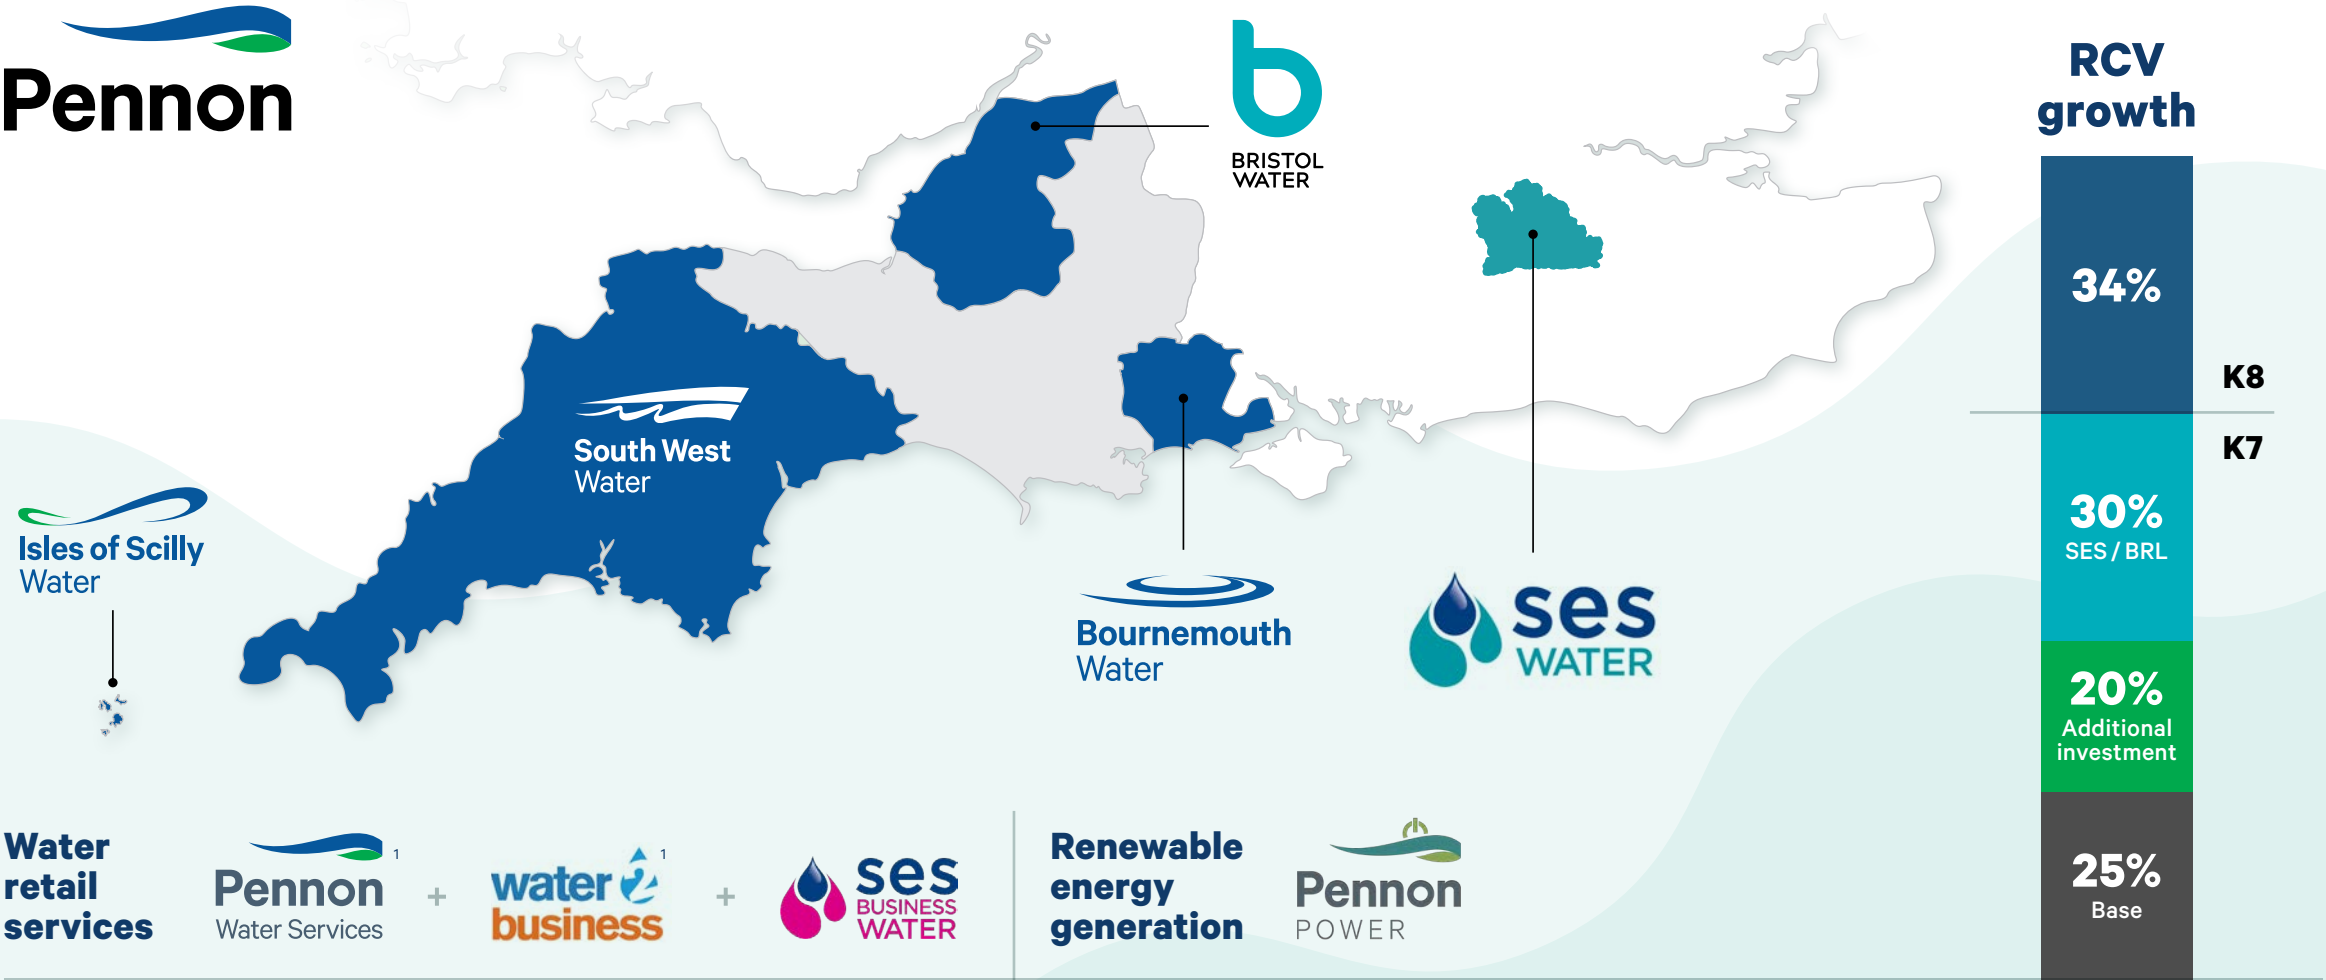 Pennon
BRISTOL
WATER
South West
Water
Isles of Scilly
Water
Bournemouth
Water
ses
WATER
RCV
growth
34%
K8
K7
30%
SES / BRL
20%
Additional
investment
25%
Base
Water
retail
services
Pennon 1
Water Services
+
water 2 1
business
+
ses
BUSINESS
WATER
Renewable
energy
generation
Pennon
POWER